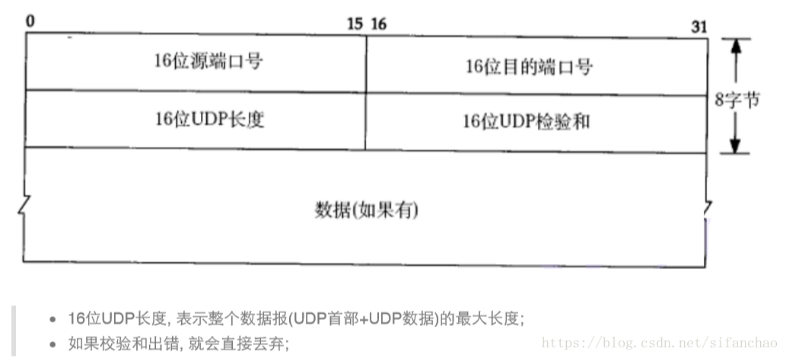 0 15 16 31
16位源端口号 16位目的端口号
8字节
16位UDP长度 16位UDP检验和
数据(如果有)
16位UDP长度, 表示整个数据报(UDP首部+UDP数据)的最大长度;
如果校验和出错, 就会直接丢弃;
https://blog.csdn.net/sifanchao